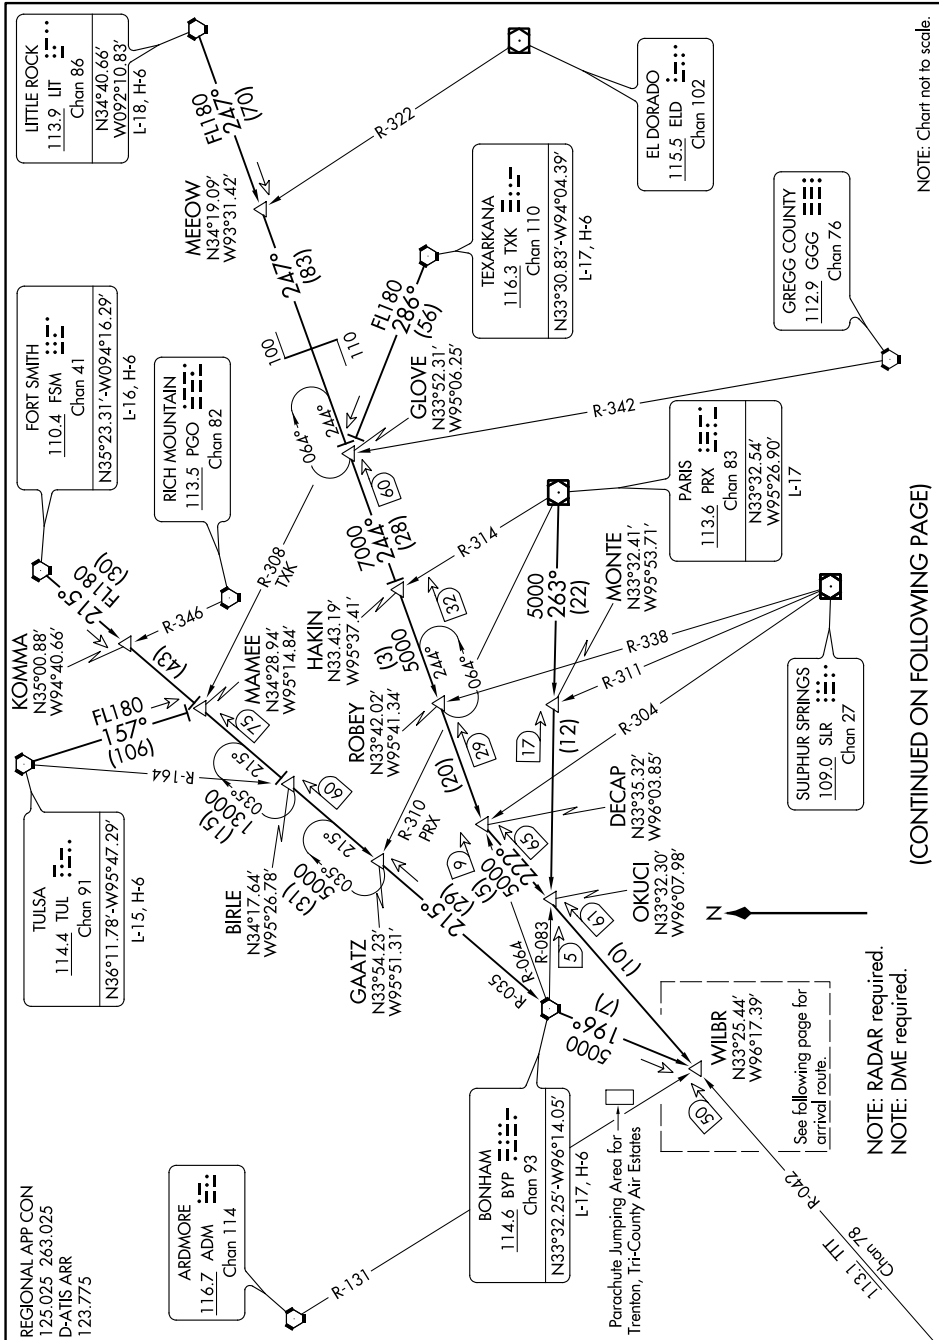 REGIONAL APP CON
125.025 263.025
D-ATIS ARR
123.775
TULSA
114.4 TUL
Chan 91
N36°11.78'-W95°47.29'
L-15, H-6
FORT SMITH
110.4 FSM
Chan 41
N35°23.31'-W094°16.29'
L-16, H-6
LITTLE ROCK
113.9 LIT
Chan 86
N34°40.66'
W092°10.83'
L-18, H-6
RICH MOUNTAIN
113.5 PGO
Chan 82
KOMMA
N35°00.88'
W94°40.66'
FL180
215°
(30)
R-346
(43)
FL180
157°
(106)
R-164
MAMEE
N34°28.94'
W95°14.84'
R-308
TXK
75
215°
035°
13000
(15)
BIRLE
N34°17.64'
W95°26.78'
60
215°
035°
5000
(31)
GAATZ
N33°54.23'
W95°51.31'
R-310
PRX
215°
(29)
R-035
MEEOW
N34°19.09'
W93°31.42'
FL180
247°
(70)
R-322
247°
(83)
100
110
EL DORADO
115.5 ELD
Chan 102
TEXARKANA
116.3 TXK
Chan 110
N33°30.83'-W94°04.39'
L-17, H-6
FL180
286°
(56)
GLOVE
N33°52.31'
W95°06.25'
064°
244°
60
R-342
GREGG COUNTY
112.9 GGG
Chan 76
7000
244°
(28)
HAKIN
N33.43.19'
W95°37.41'
32
R-314
(3)
5000
ROBEY
N33°42.02'
W95°41.34'
244°
064°
29
R-338
(20)
PARIS
113.6 PRX
Chan 83
N33°32.54'
W95°26.90'
L-17
5000
263°
(22)
MONTE
N33°32.41'
W95°53.71'
17
R-311
(12)
DECAP
N33°35.32'
W96°03.85'
9
65
R-304
SULPHUR SPRINGS
109.0 SLR
Chan 27
5000
222°
(5)
OKUCI
N33°32.30'
W96°07.98'
61
R-064
R-083
5
(10)
BONHAM
114.6 BYP
Chan 93
N33°32.25'-W96°14.05'
L-17, H-6
5000
196°
(7)
WILBR
N33°25.44'
W96°17.39'
50
See following page for
arrival route.
ARDMORE
116.7 ADM
Chan 114
R-131
Parachute Jumping Area for
Trenton, Tri-County Air Estates
R-042
113.1 TTT
Chan 78
N
NOTE: RADAR required.
NOTE: DME required.
(CONTINUED ON FOLLOWING PAGE)
NOTE: Chart not to scale.